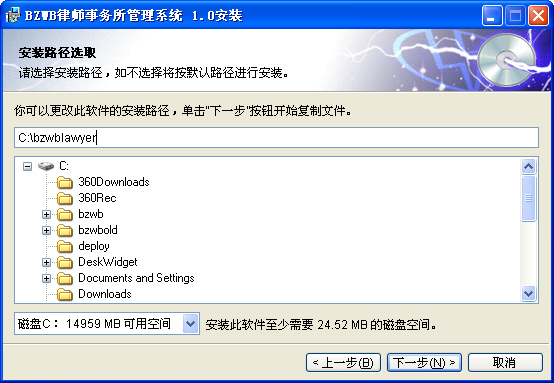 BZWB律师事务所管理系统 1.0安装
安装路径选取
请选择安装路径，如不选择将按默认路径进行安装。
你可以更改此软件的安装路径，单击"下一步"按钮开始复制文件。
C:\bzwblawyer
C:
360Downloads
360Rec
bzwb
bzwbold
deploy
DeskWidget
Documents and Settings
Downloads
磁盘C： 14959 MB 可用空间 安装此软件至少需要 24.52 MB 的磁盘空间。
< 上一步(B) 下一步(N) > 取消